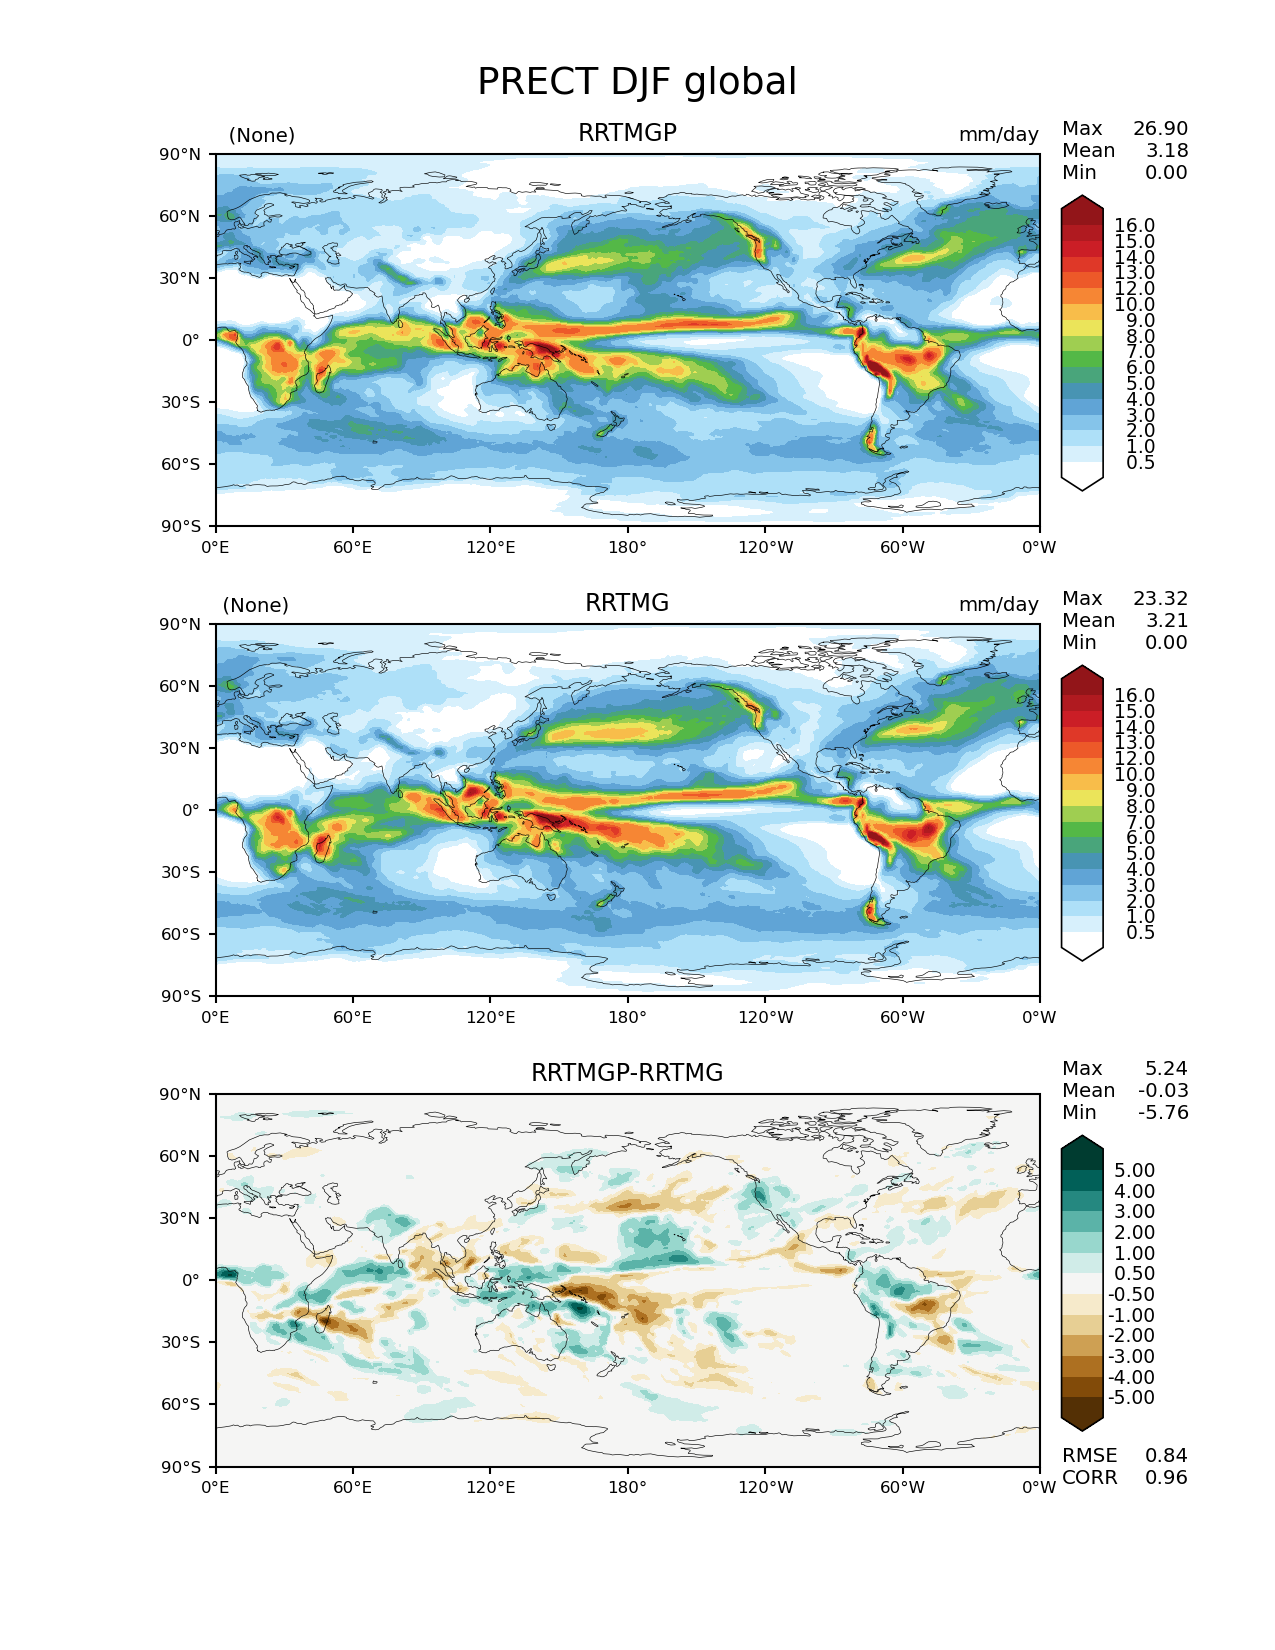 PRECT DJF global
(None) RRTMGP mm/day
Max 26.90
Mean 3.18
Min 0.00
90°N
60°N
30°N
0°
30°S
60°S
90°S
0°E 60°E 120°E 180° 120°W 60°W 0°W
16.0
15.0
14.0
13.0
12.0
10.0
9.0
8.0
7.0
6.0
5.0
4.0
3.0
2.0
1.0
0.5
(None) RRTMG mm/day
Max 23.32
Mean 3.21
Min 0.00
90°N
60°N
30°N
0°
30°S
60°S
90°S
0°E 60°E 120°E 180° 120°W 60°W 0°W
16.0
15.0
14.0
13.0
12.0
10.0
9.0
8.0
7.0
6.0
5.0
4.0
3.0
2.0
1.0
0.5
RRTMGP-RRTMG
Max 5.24
Mean -0.03
Min -5.76
90°N
60°N
30°N
0°
30°S
60°S
90°S
0°E 60°E 120°E 180° 120°W 60°W 0°W
5.00
4.00
3.00
2.00
1.00
0.50
-0.50
-1.00
-2.00
-3.00
-4.00
-5.00
RMSE 0.84
CORR 0.96